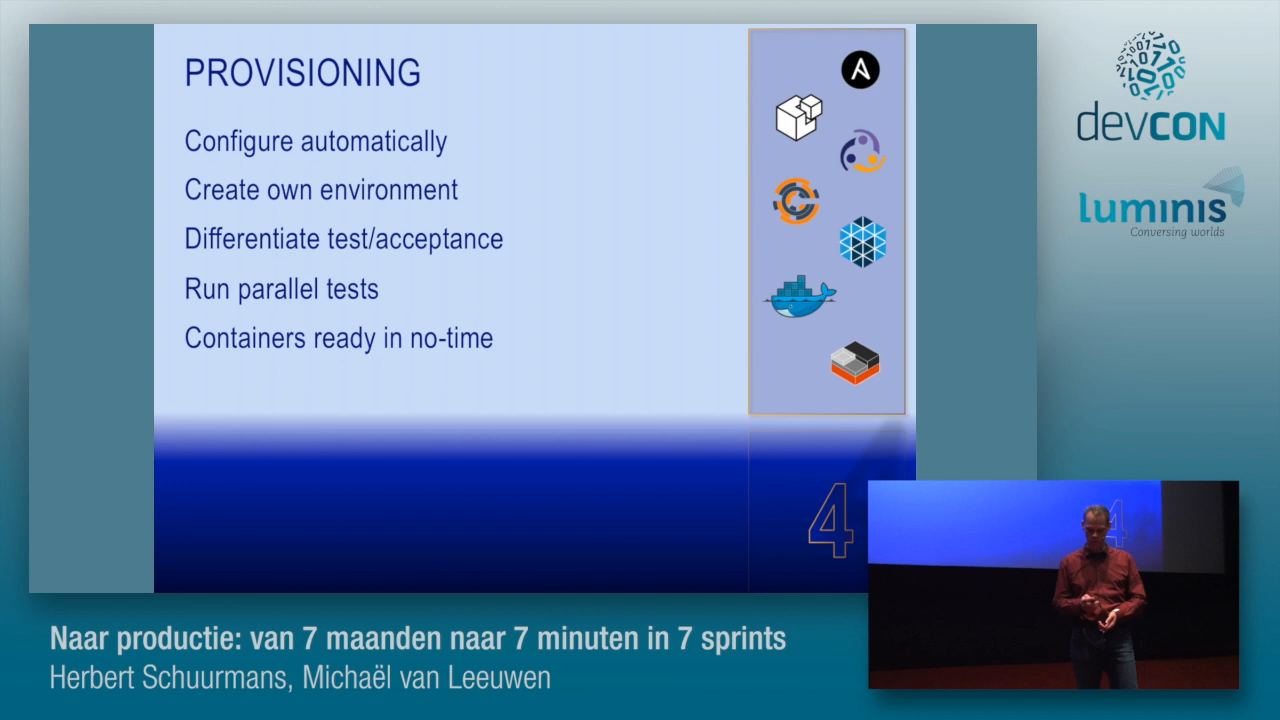 PROVISIONING
Configure automatically
Create own environment
Differentiate test/acceptance
Run parallel tests
Containers ready in no-time
4
devcon
luminis
Conversing worlds
4
Naar productie: van 7 maanden naar 7 minuten in 7 sprints
Herbert Schuurmans, Michaël van Leeuwen